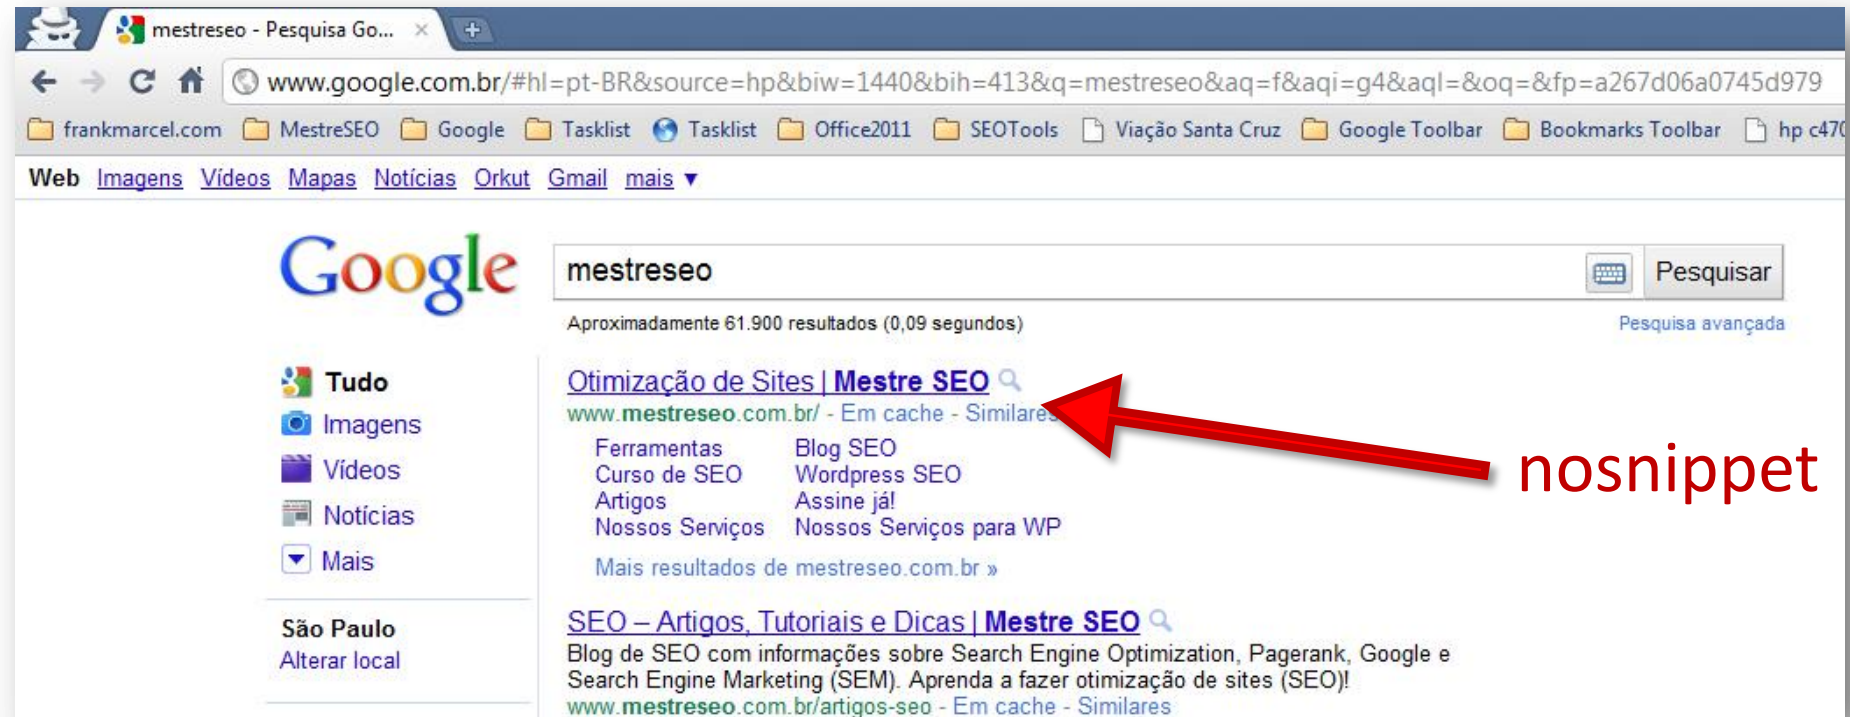 mestreseo - Pesquisa Go...
www.google.com.br/#hl=pt-BR&source=hp&biw=1440&bih=413&q=mestreseo&aq=f&aqi=g4&aql=&oq=&fp=a267d06a0745d979
frankmarcel.com MestreSEO Google Tasklist Tasklist Office2011 SEOTools Viação Santa Cruz Google Toolbar Bookmarks Toolbar hp c470
Web Imagens Vídeos Mapas Notícias Orkut Gmail mais ▼
Google
mestreseo
Pesquisar
Aproximadamente 61.900 resultados (0,09 segundos)
Pesquisa avançada
Tudo
Imagens
Vídeos
Notícias
Mais
São Paulo
Alterar local
Otimização de Sites | Mestre SEO
www.mestreseo.com.br/ - Em cache - Similares
Ferramentas Blog SEO
Curso de SEO Wordpress SEO
Artigos Assine já!
Nossos Serviços Nossos Serviços para WP
Mais resultados de mestreseo.com.br »
nosnippet
SEO – Artigos, Tutoriais e Dicas | Mestre SEO
Blog de SEO com informações sobre Search Engine Optimization, Pagerank, Google e
Search Engine Marketing (SEM). Aprenda a fazer otimização de sites (SEO)!
www.mestreseo.com.br/artigos-seo - Em cache - Similares